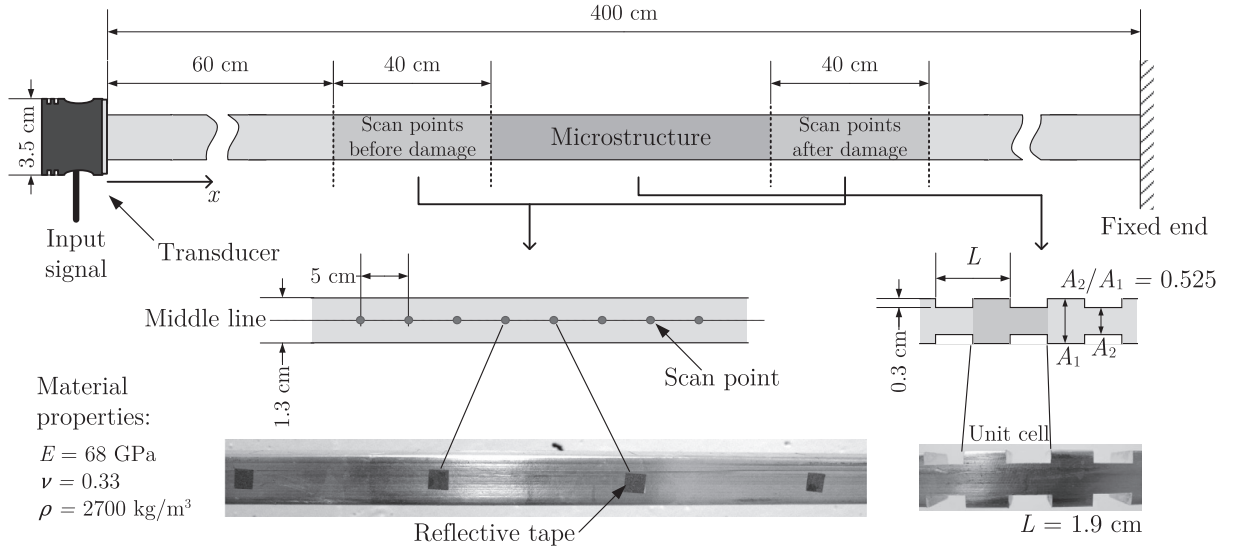 400 cm
60 cm
40 cm
40 cm
3.5 cm
Scan points
before damage
Microstructure
Scan points
after damage
x
Input
signal
Transducer
Fixed end
5 cm
L
A₂/A₁ = 0.525
Middle line
Scan point
1.3 cm
0.3 cm
A₁
A₂
Material
properties:
E = 68 GPa
ν = 0.33
ρ = 2700 kg/m³
Unit cell
Reflective tape
L = 1.9 cm